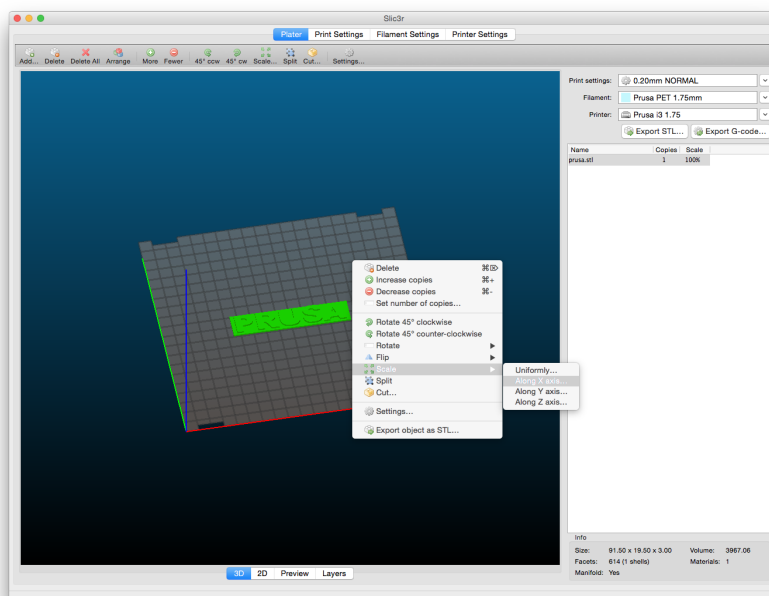 Slic3r
Plater Print Settings Filament Settings Printer Settings
Add... Delete Delete All Arrange More Fewer 45° ccw 45° cw Scale... Split Cut... Settings...
Print settings: 0.20mm NORMAL
Filament: Prusa PET 1.75mm
Printer: Prusa i3 1.75
Export STL... Export G-code...
Name Copies Scale
prusa.stl 1 100%
PRUSA
Delete ⌘⌦
Increase copies ⌘+
Decrease copies ⌘-
Set number of copies...
Rotate 45° clockwise
Rotate 45° counter-clockwise
Rotate
Flip
Scale
Split
Cut...
Settings...
Export object as STL...
Uniformly...
Along X axis...
Along Y axis...
Along Z axis...
Info
Size: 91.50 x 19.50 x 3.00 Volume: 3967.06
Facets: 614 (1 shells) Materials: 1
Manifold: Yes
3D 2D Preview Layers